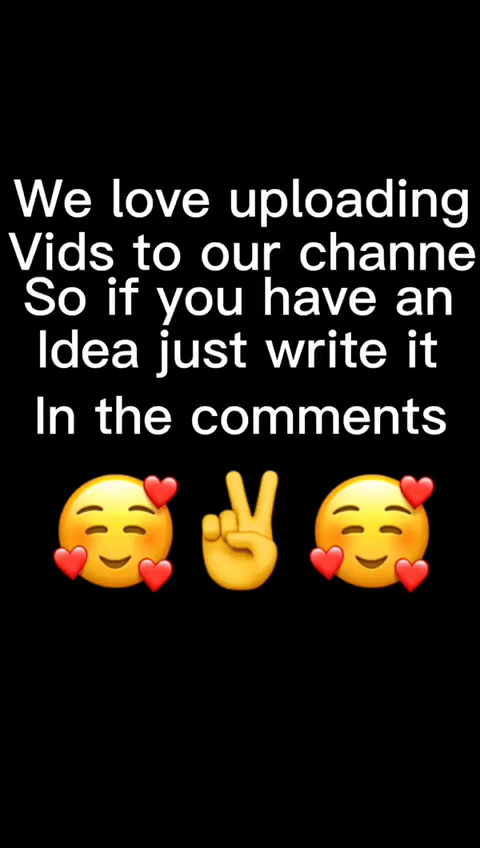 We love uploading
Vids to our channe
So if you have an
Idea just write it
In the comments